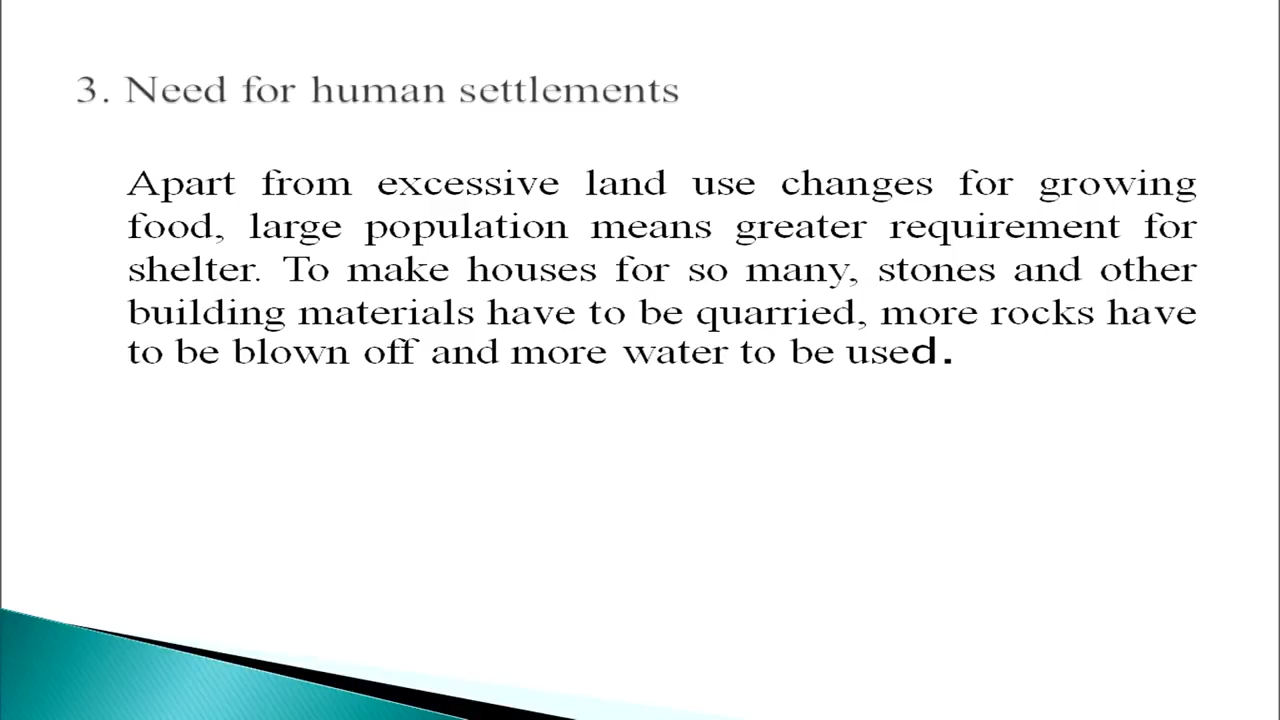 3. Need for human settlements
Apart from excessive land use changes for growing
food, large population means greater requirement for
shelter. To make houses for so many, stones and other
building materials have to be quarried, more rocks have
to be blown off and more water to be used.